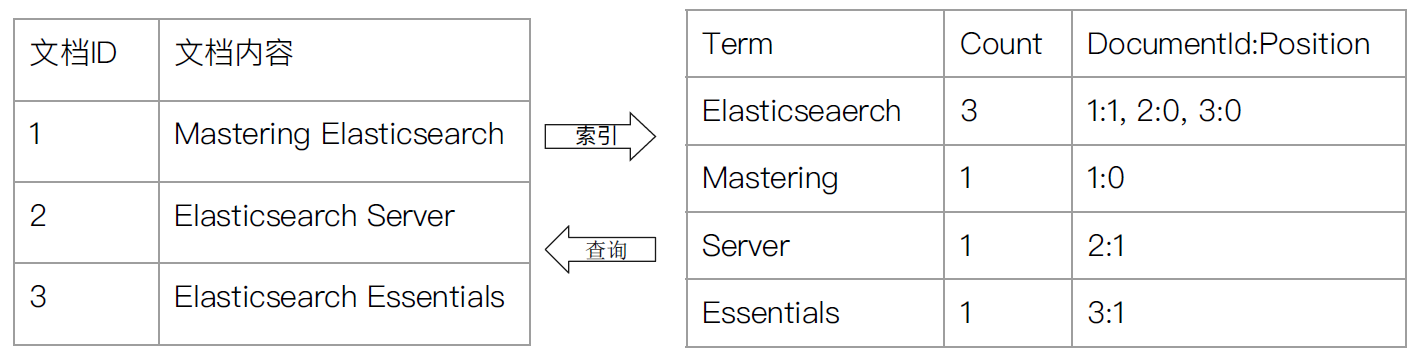 文档ID 文档内容
1 Mastering Elasticsearch
2 Elasticsearch Server
3 Elasticsearch Essentials
索引
查询
Term Count DocumentId:Position
Elasticseaerch 3 1:1, 2:0, 3:0
Mastering 1 1:0
Server 1 2:1
Essentials 1 3:1